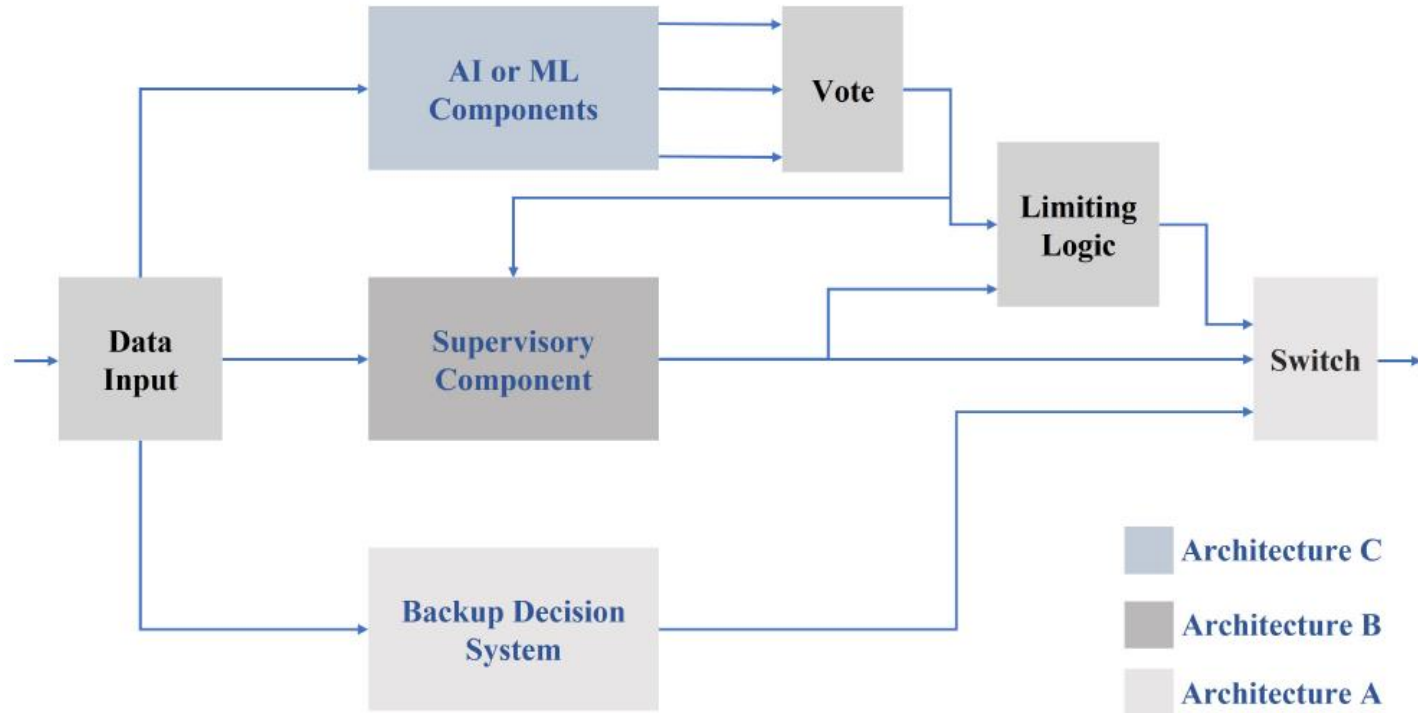 AI or ML
Components
Vote
Limiting
Logic
Data
Input
Supervisory
Component
Switch
Backup Decision
System
Architecture C
Architecture B
Architecture A